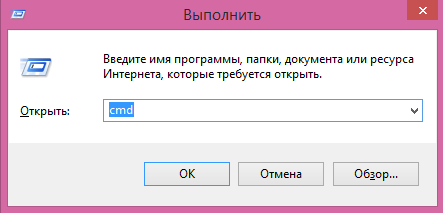 Выполнить
Введите имя программы, папки, документа или ресурса
Интернета, которые требуется открыть.
Открыть: cmd
ОК Отмена Обзор...